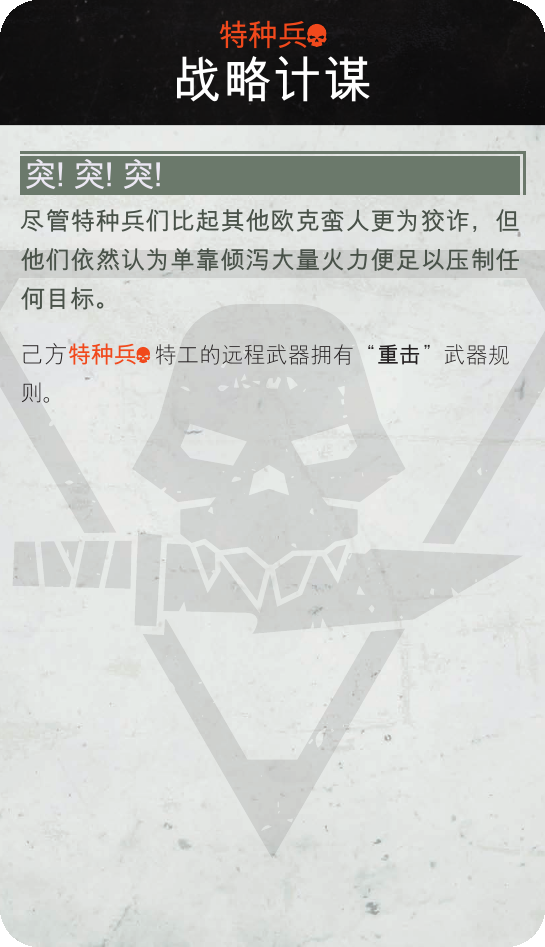 特种兵
战略计谋
突! 突! 突!
尽管特种兵们比起其他欧克蛮人更为狡诈，但
他们依然认为单靠倾泻大量火力便足以压制任
何目标。
己方特种兵特工的远程武器拥有“重击”武器规
则。